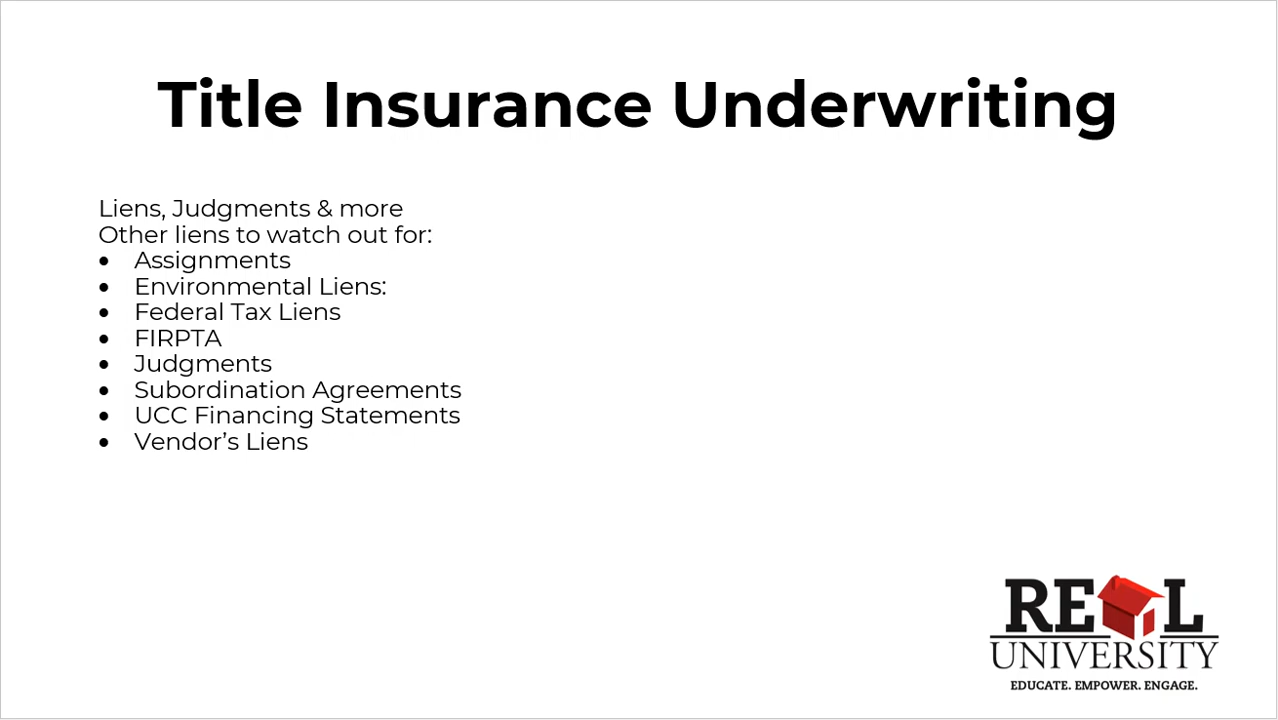 Title Insurance Underwriting
Liens, Judgments & more
Other liens to watch out for:
• Assignments
• Environmental Liens:
• Federal Tax Liens
• FIRPTA
• Judgments
• Subordination Agreements
• UCC Financing Statements
• Vendor’s Liens
RE L
UNIVERSITY
EDUCATE. EMPOWER. ENGAGE.